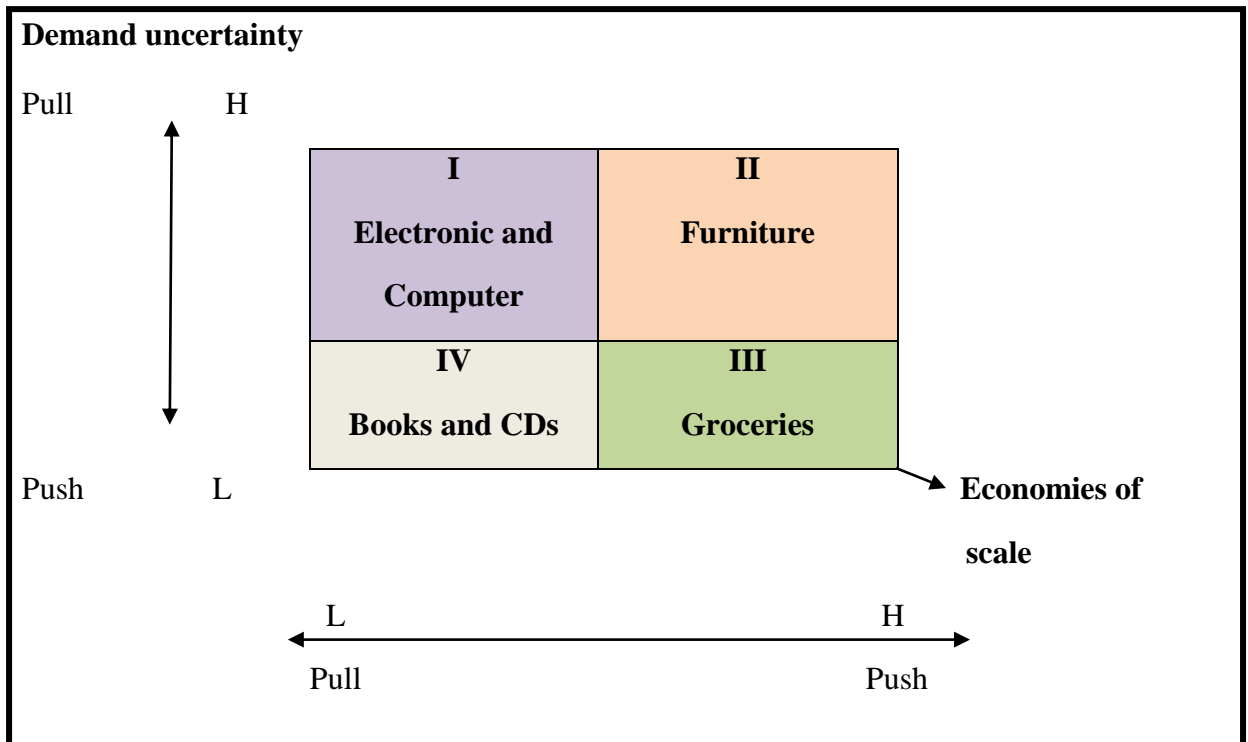 Demand uncertainty
Pull H
I
Electronic and
Computer
II
Furniture
IV
Books and CDs
III
Groceries
Push L
Economies of
scale
L H
Pull Push